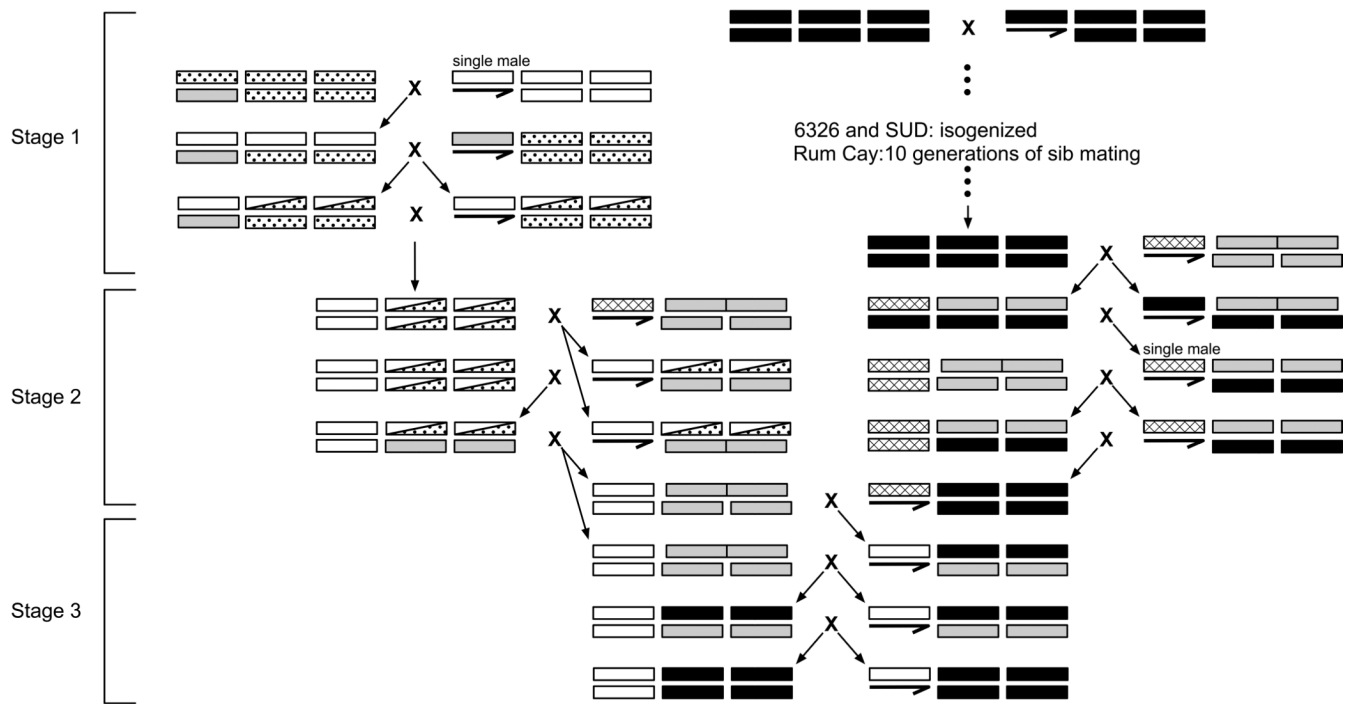 X
single male
X
Stage 1
6326 and SUD: isogenized
Rum Cay:10 generations of sib mating
X
X
X
X
X
single male
Stage 2
X
X
X
X
X
X
Stage 3
X